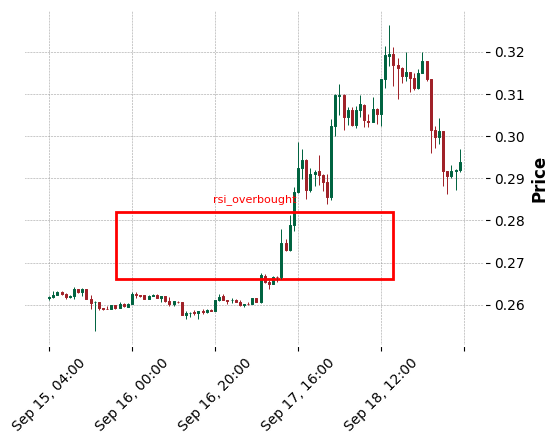 0.32
0.31
0.30
0.29
0.28
0.27
0.26
Price
rsi_overbought
Sep 15, 04:00
Sep 16, 00:00
Sep 16, 20:00
Sep 17, 16:00
Sep 18, 12:00